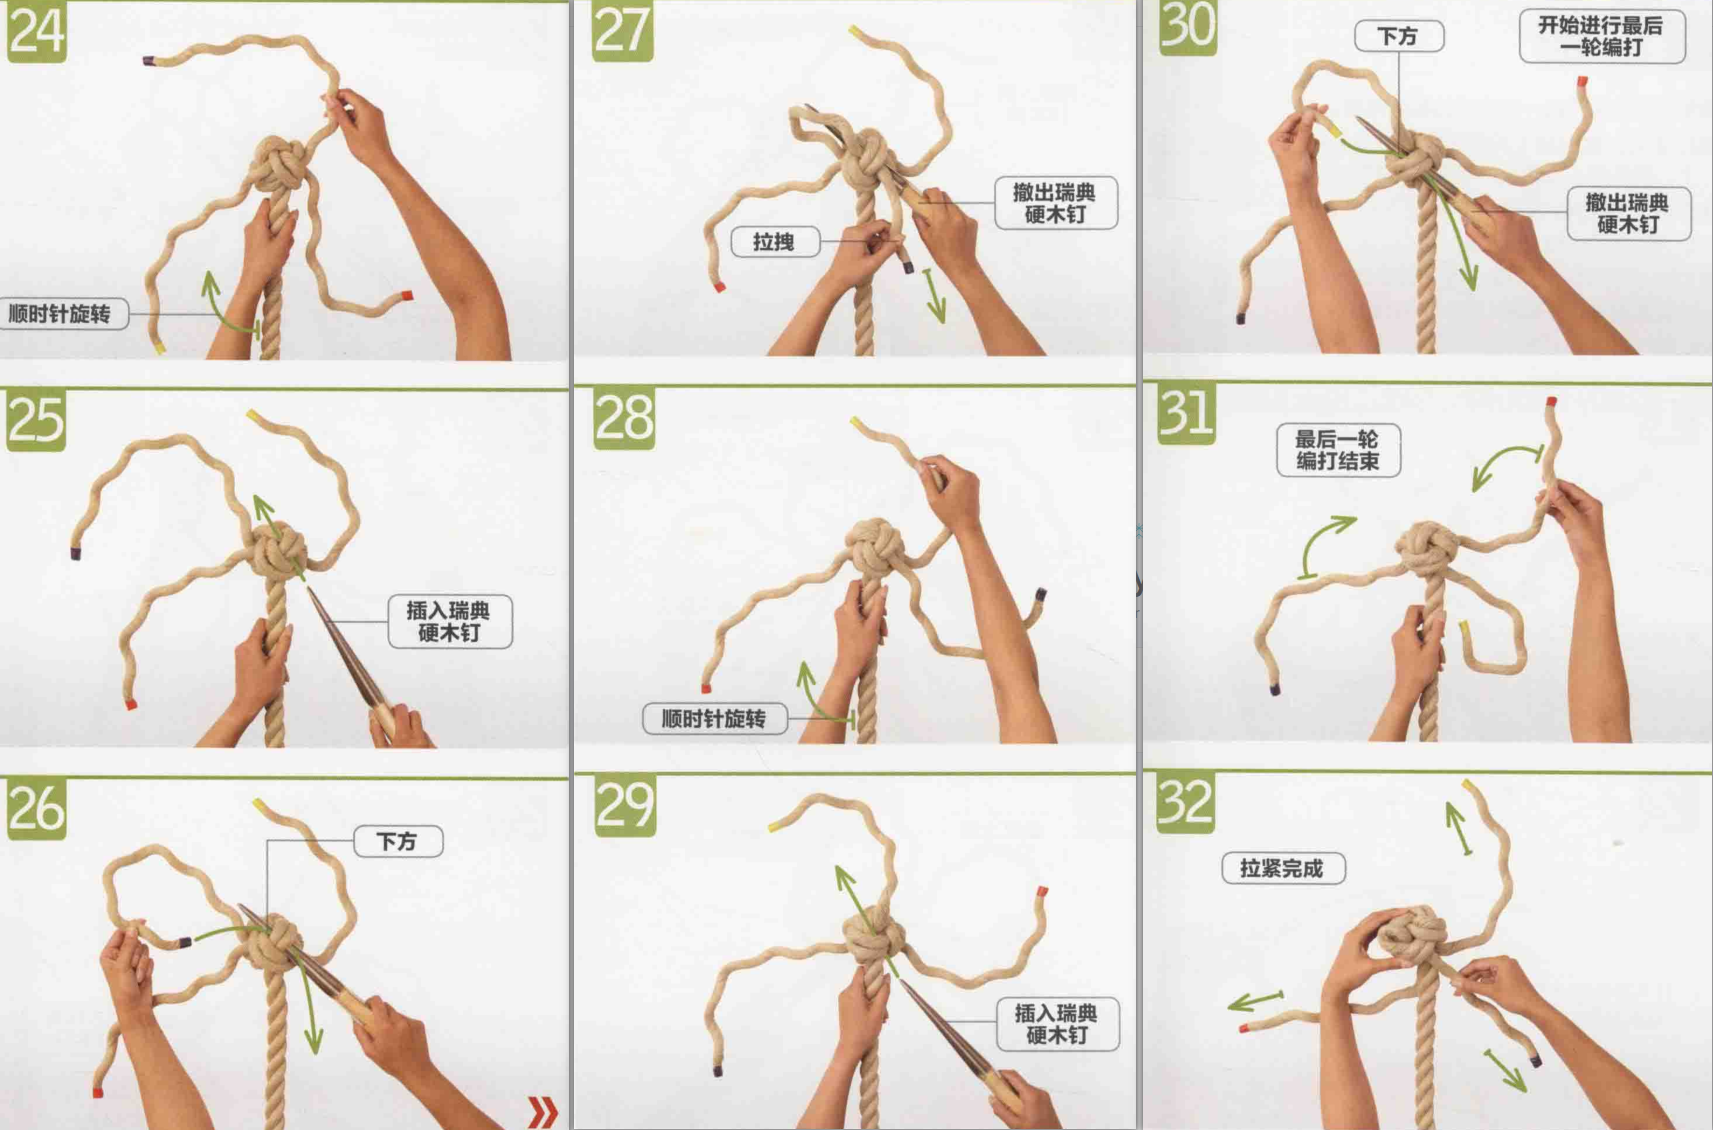 24
顺时针旋转
25
插入瑞典
硬木钉
26
下方
27
撤出瑞典
硬木钉
拉拽
28
顺时针旋转
29
插入瑞典
硬木钉
30
下方
开始进行最后
一轮编打
撤出瑞典
硬木钉
31
最后一轮
编打结束
32
拉紧完成